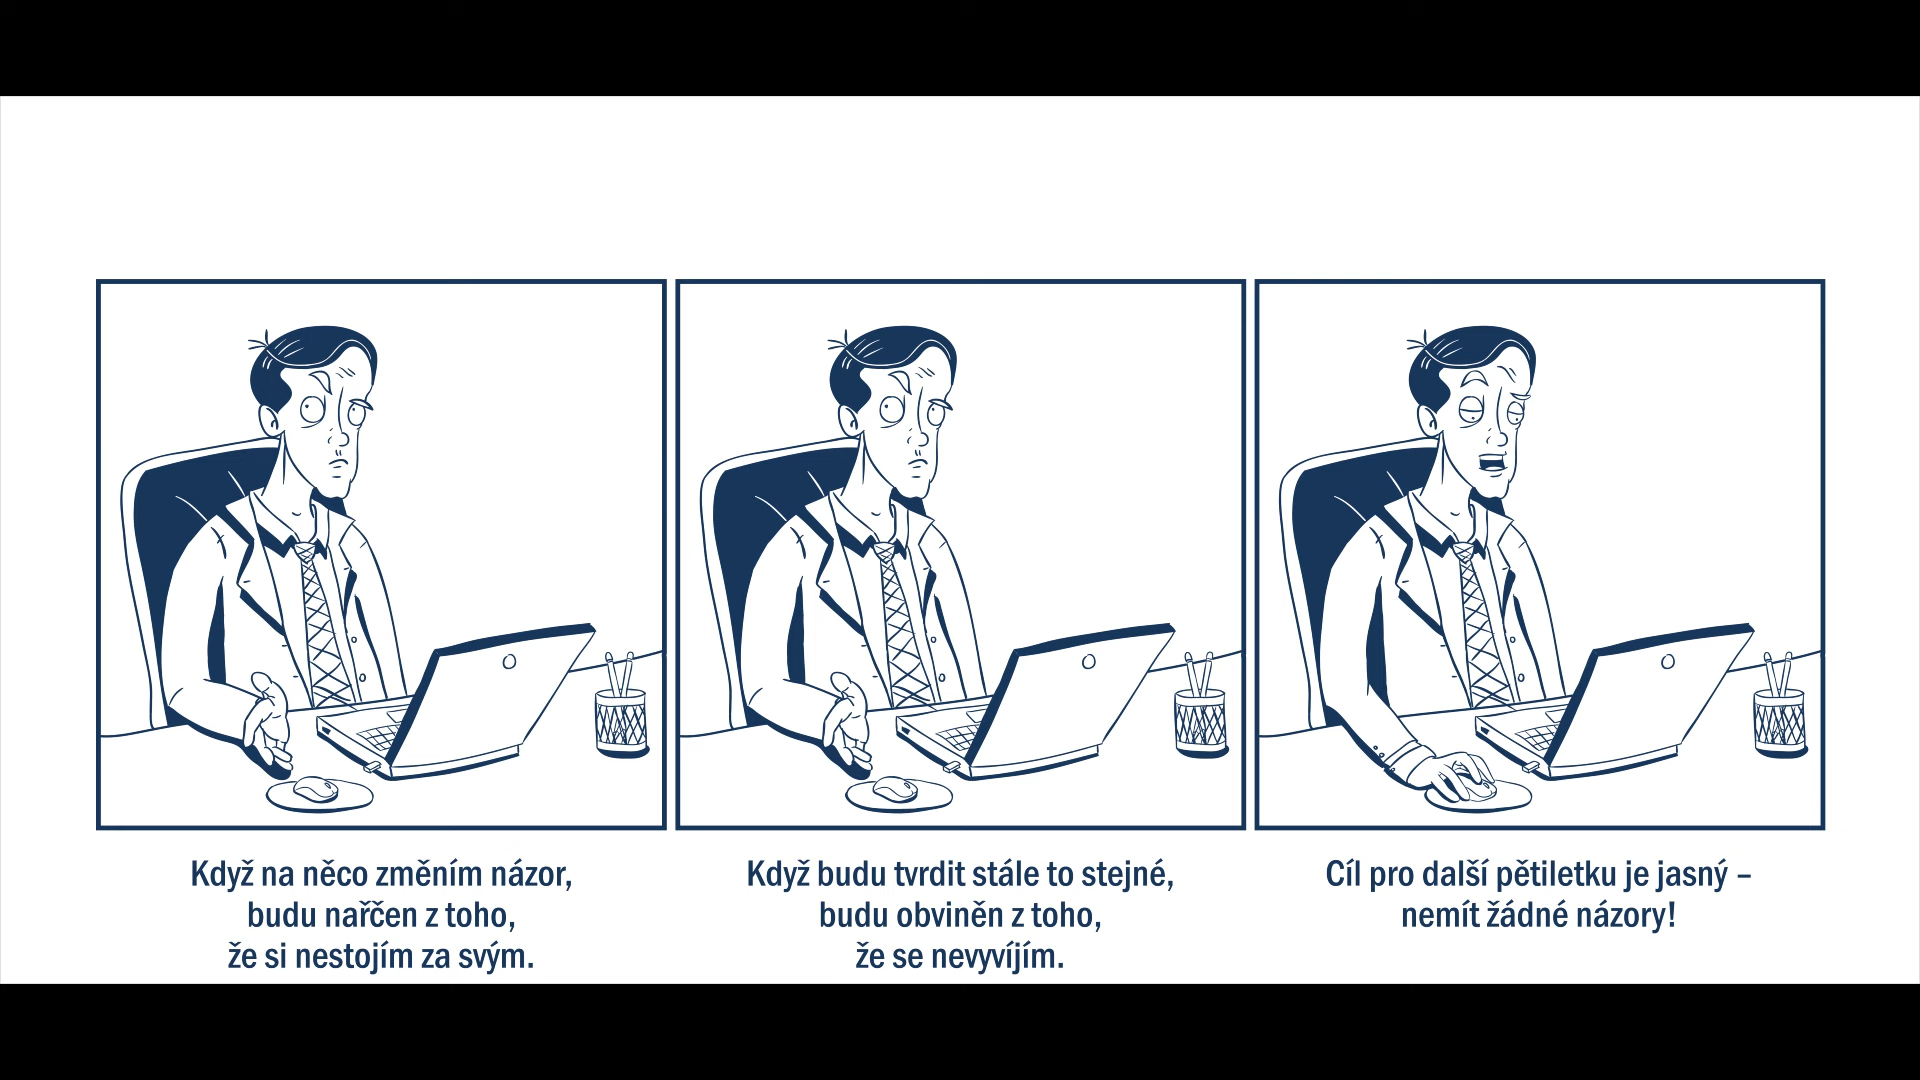 Když na něco změním názor,
budu nařčen z toho,
že si nestojím za svým.
Když budu tvrdit stále to stejné,
budu obviněn z toho,
že se nevyvíjím.
Cíl pro další pětiletku je jasný –
nemít žádné názory!